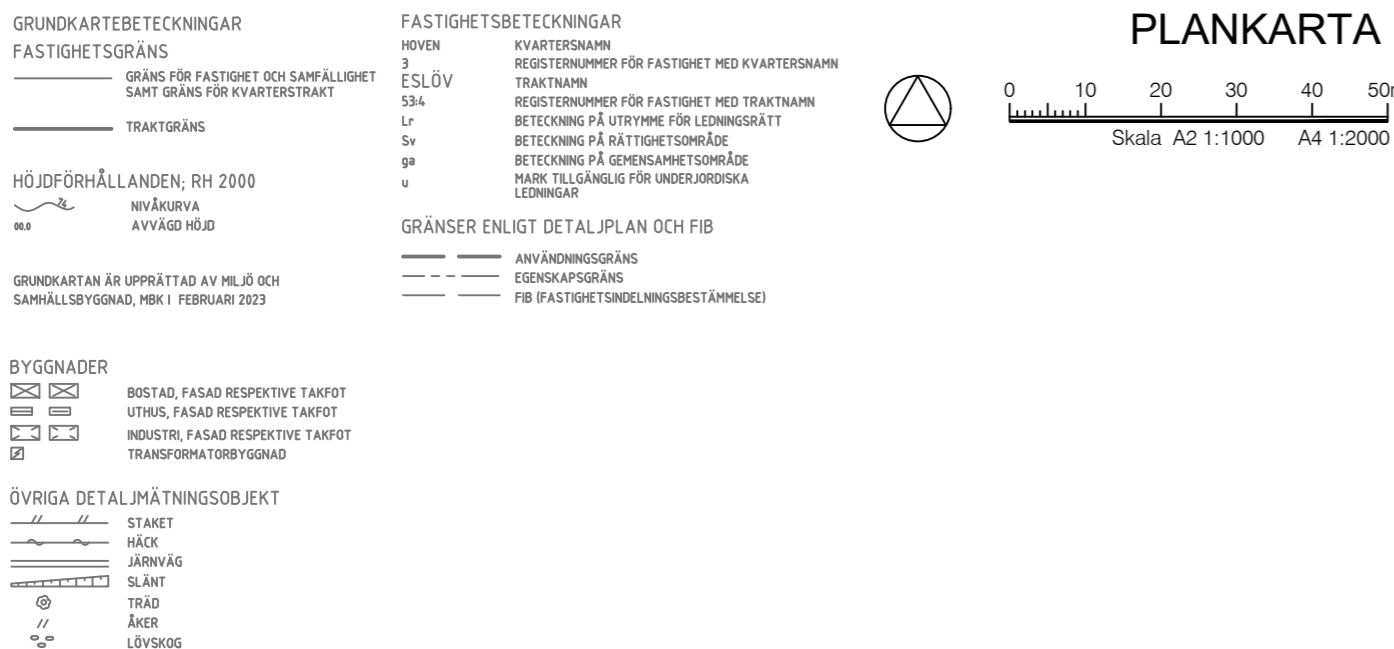 GRUNDKARTEBETECKNINGAR
FASTIGHETSGRÄNS
GRÄNS FÖR FASTIGHET OCH SAMFÄLLIGHET
SAMT GRÄNS FÖR KVARTERSTRAKT
TRAKTGRÄNS
HÖJDFÖRHÅLLANDEN; RH 2000
74 NIVÅKURVA
00.0 AVVÄGD HÖJD
GRUNDKARTAN ÄR UPPRÄTTAD AV MILJÖ OCH
SAMHÄLLSBYGGNAD, MBK I FEBRUARI 2023
BYGGNADER
BOSTAD, FASAD RESPEKTIVE TAKFOT
UTHUS, FASAD RESPEKTIVE TAKFOT
INDUSTRI, FASAD RESPEKTIVE TAKFOT
TRANSFORMATORBYGGNAD
ÖVRIGA DETALJMÄTNINGSOBJEKT
STAKET
HÄCK
JÄRNVÄG
SLÄNT
TRÄD
ÅKER
LÖVSKOG
FASTIGHETSBETECKNINGAR
HOVEN KVARTERSNAMN
3 REGISTERNUMMER FÖR FASTIGHET MED KVARTERSNAMN
ESLÖV TRAKTNAMN
53:4 REGISTERNUMMER FÖR FASTIGHET MED TRAKTNAMN
Lr BETECKNING PÅ UTRYMME FÖR LEDNINGSRÄTT
Sv BETECKNING PÅ RÄTTIGHETSOMRÅDE
ga BETECKNING PÅ GEMENSAMHETSOMRÅDE
u MARK TILLGÄNGLIG FÖR UNDERJORDISKA
LEDNINGAR
GRÄNSER ENLIGT DETALJPLAN OCH FIB
ANVÄNDNINGSGRÄNS
EGENSKAPSGRÄNS
FIB (FASTIGHETSINDELNINGSBESTÄMMELSE)
PLANKARTA
0 10 20 30 40 50m
Skala A2 1:1000 A4 1:2000